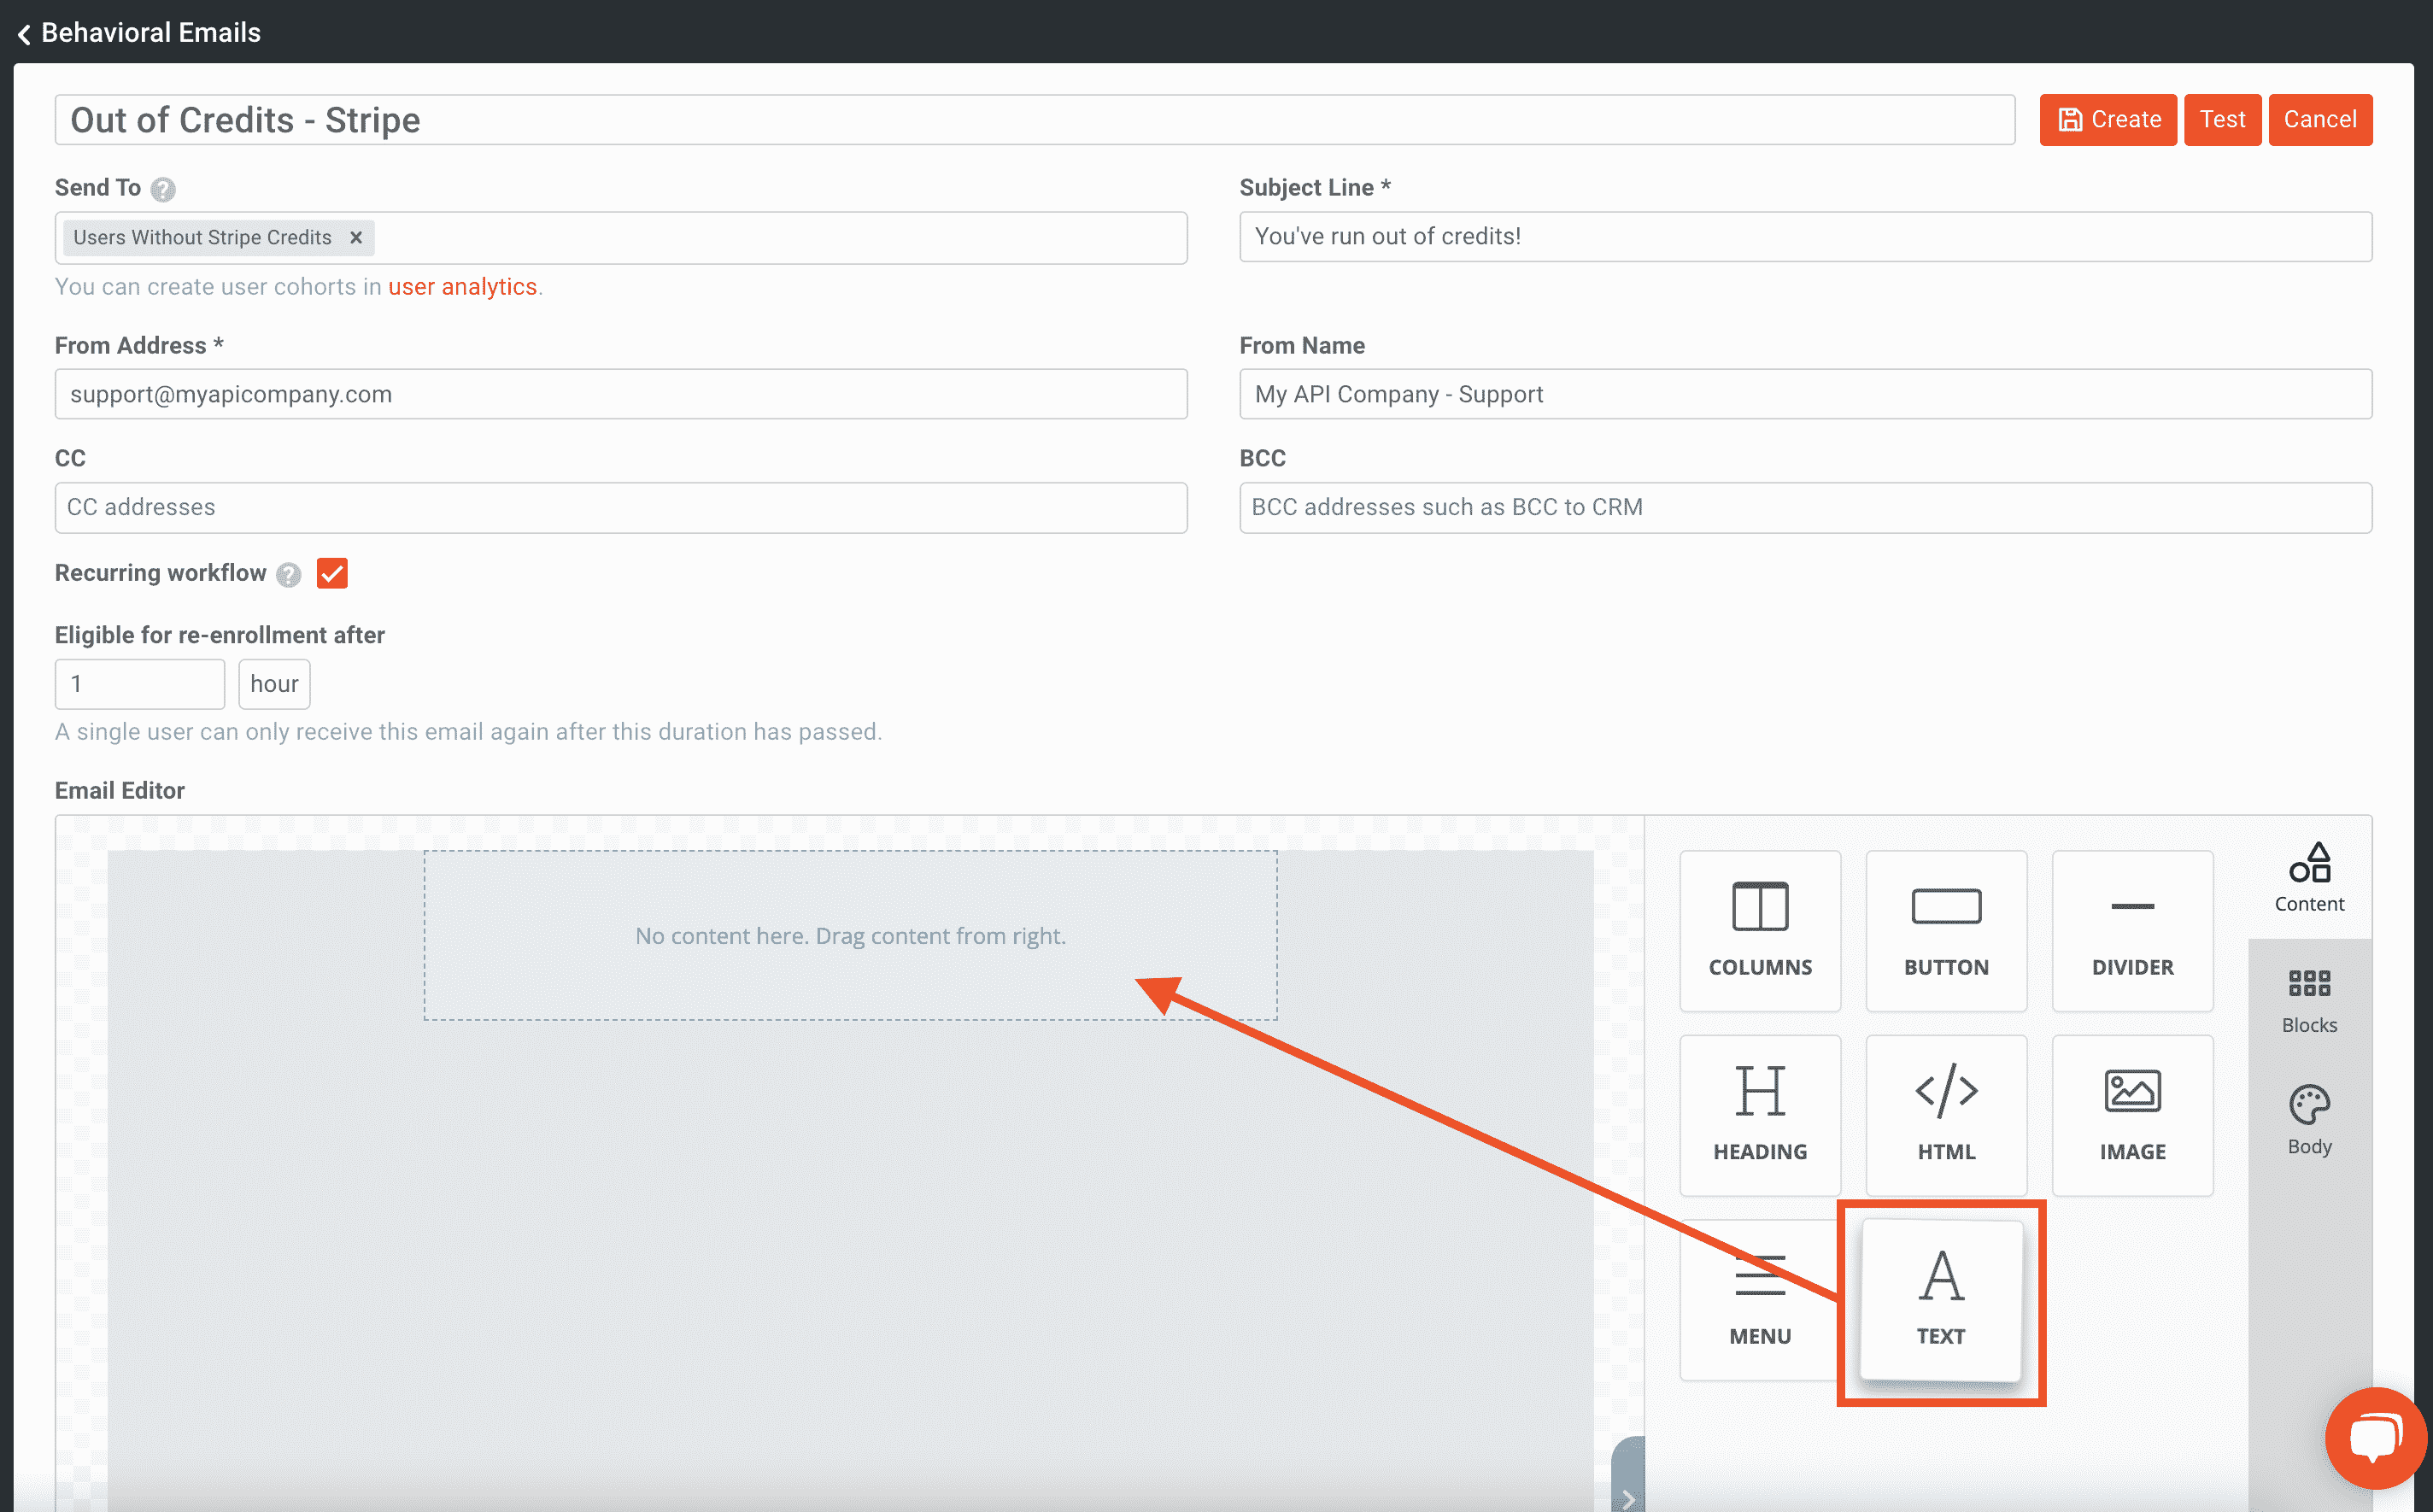 Behavioral Emails
Out of Credits - Stripe
Create
Test
Cancel
Send To ?
Subject Line *
Users Without Stripe Credits ×
You've run out of credits!
You can create user cohorts in user analytics.
From Address *
From Name
support@myapicompany.com
My API Company - Support
CC
BCC
CC addresses
BCC addresses such as BCC to CRM
Recurring workflow ?
Eligible for re-enrollment after
1
hour
A single user can only receive this email again after this duration has passed.
Email Editor
No content here. Drag content from right.
COLUMNS
BUTTON
DIVIDER
Content
Blocks
HEADING
HTML
IMAGE
Body
MENU
TEXT